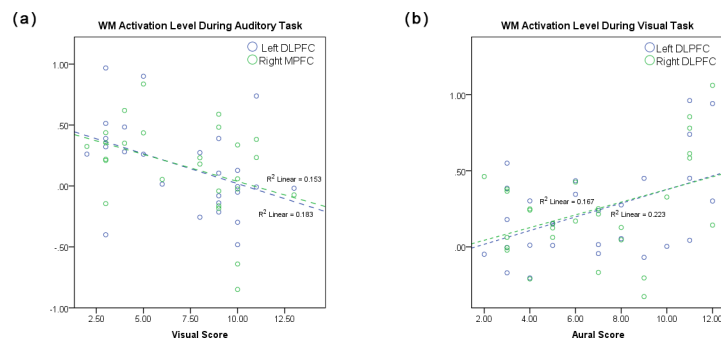 (a)
WM Activation Level During Auditory Task
Left DLPFC
Right MPFC
1.00
.50
.00
-.50
-1.00
R² Linear = 0.153
R² Linear = 0.183
2.50 5.00 7.50 10.00 12.50
Visual Score
(b)
WM Activation Level During Visual Task
Left DLPFC
Right DLPFC
1.00
.50
.00
R² Linear = 0.167
R² Linear = 0.223
2.00 4.00 6.00 8.00 10.00 12.00
Aural Score